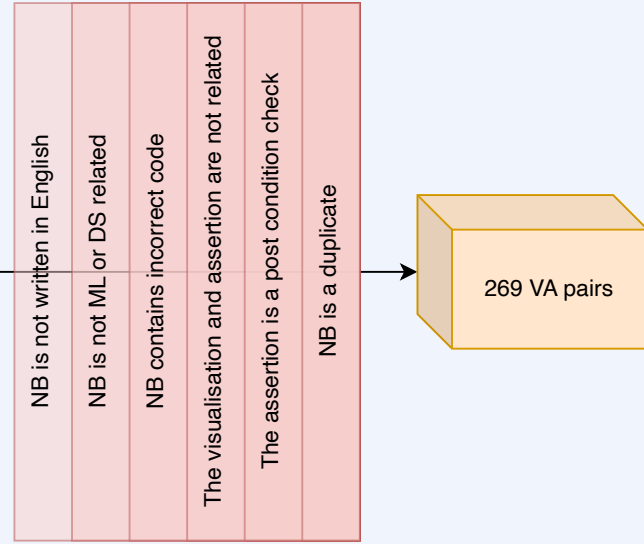 NB is not written in English
NB is not ML or DS related
NB contains incorrect code
The visualisation and assertion are not related
The assertion is a post condition check
NB is a duplicate
269 VA pairs